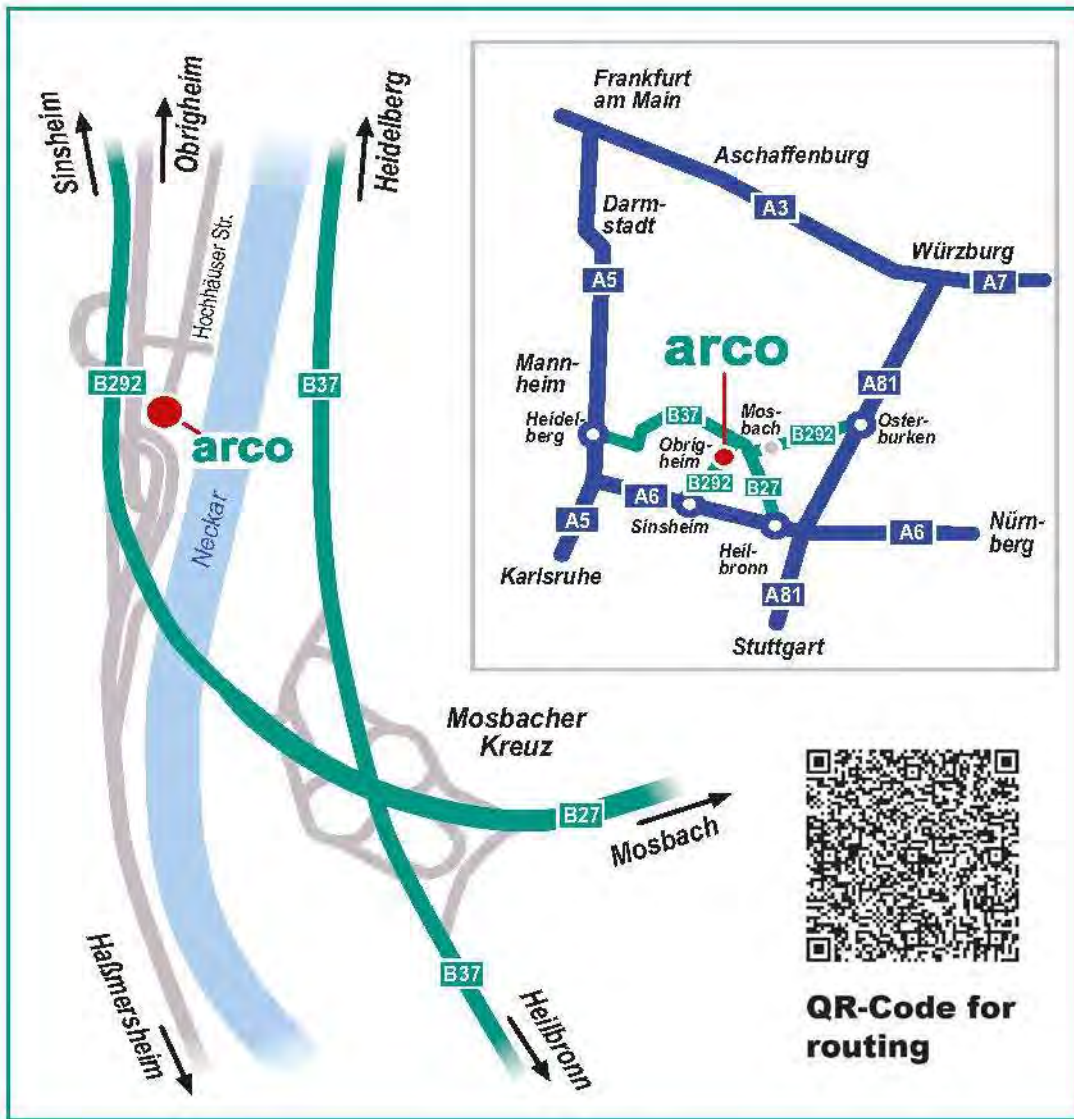 Sinsheim
Obrigheim
Heidelberg
Hochhäuser Str.
B292
B37
arco
Neckar
Mosbacher
Kreuz
B27
Mosbach
B37
Haßmersheim
Heilbronn
Frankfurt
am Main
Aschaffenburg
Darm-
stadt
A3
Würzburg
A5
A7
arco
Mann-
heim
A81
Heidel-
berg
B37
Mos-
bach
B292
Oster-
burken
Obrig-
heim
B292
B27
A6
Sinsheim
A5
Heil-
bronn
A6
Nürn-
berg
Karlsruhe
A81
Stuttgart
QR-Code for
routing